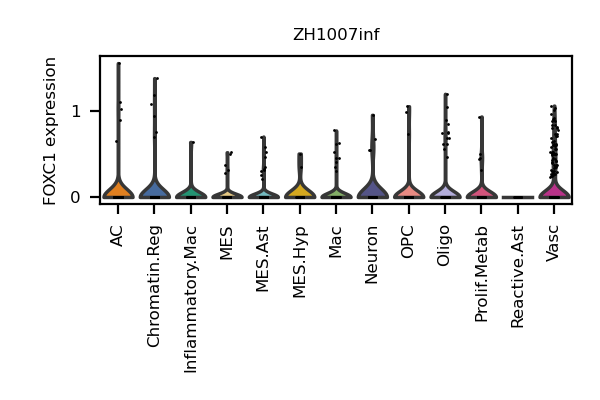 ZH1007inf
FOXC1 expression
1
0
AC
Chromatin.Reg
Inflammatory.Mac
MES
MES.Ast
MES.Hyp
Mac
Neuron
OPC
Oligo
Prolif.Metab
Reactive.Ast
Vasc